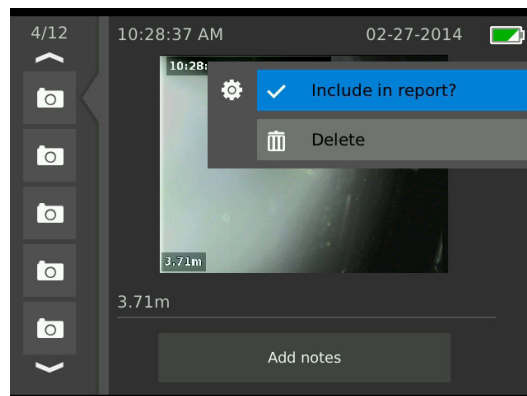 4/12
10:28:37 AM 02-27-2014
10:28:
Include in report?
Delete
3.71m
3.71m
Add notes